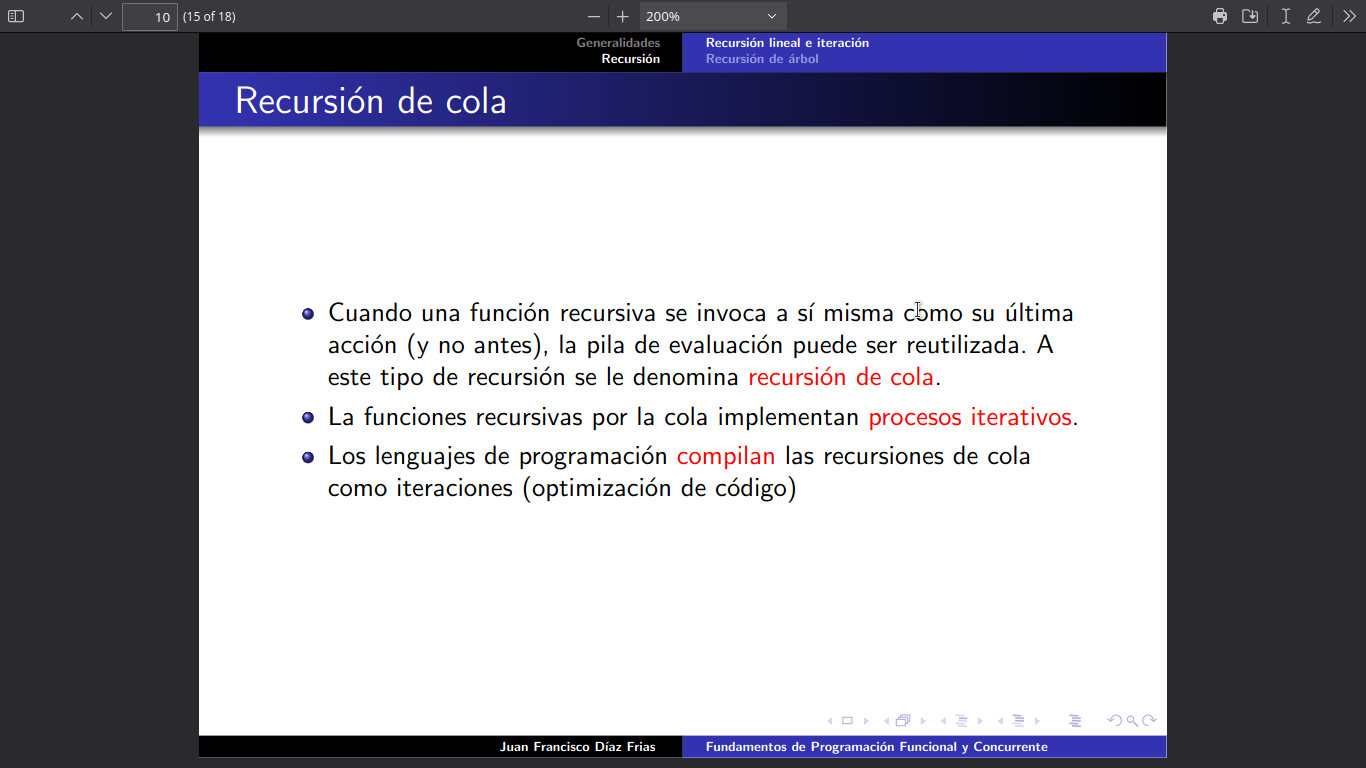 10 (15 of 18) 200%
Generalidades Recursión lineal e iteración
Recursión Recursión de árbol
Recursión de cola
Cuando una función recursiva se invoca a sí misma como su última
acción (y no antes), la pila de evaluación puede ser reutilizada. A
este tipo de recursión se le denomina recursión de cola.
La funciones recursivas por la cola implementan procesos iterativos.
Los lenguajes de programación compilan las recursiones de cola
como iteraciones (optimización de código)
Juan Francisco Díaz Frias Fundamentos de Programación Funcional y Concurrente